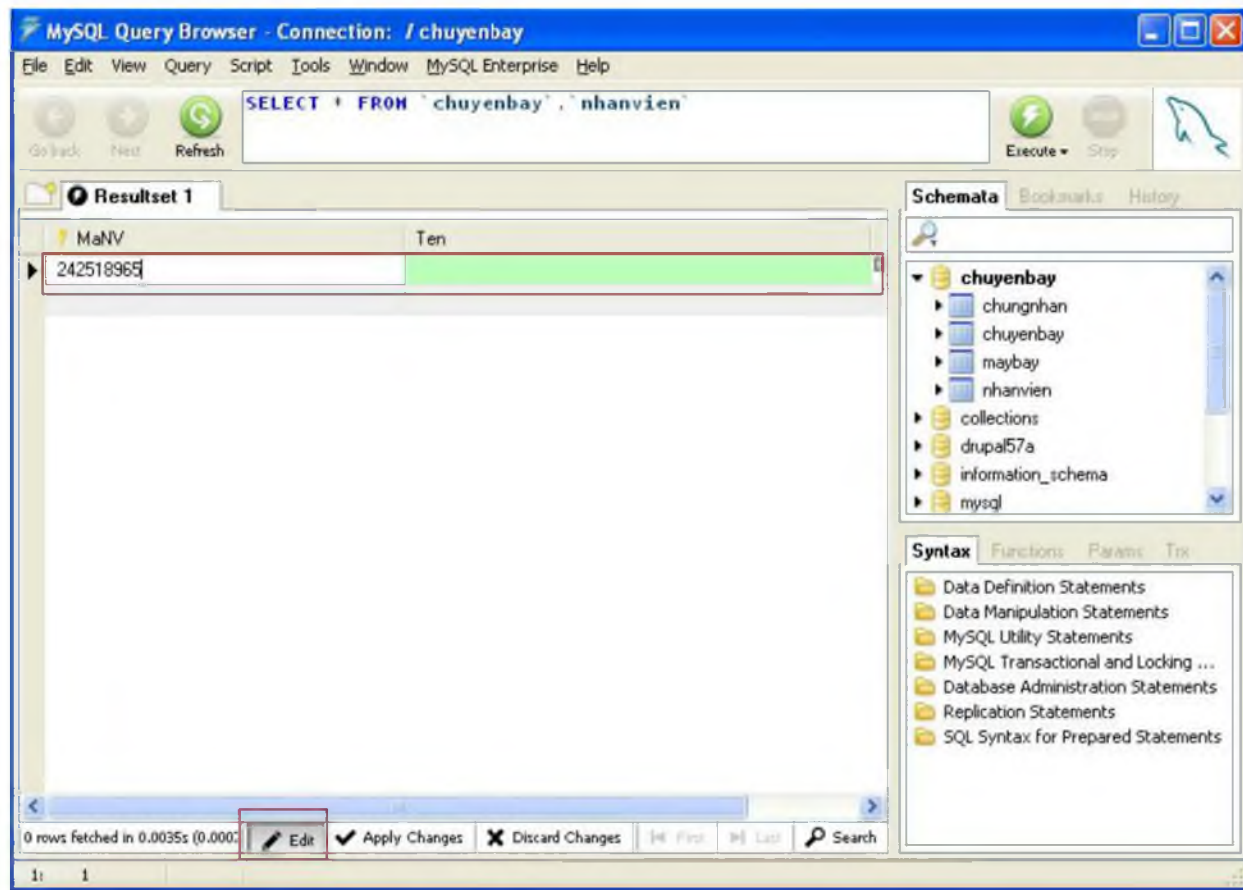 MySQL Query Browser - Connection: / chuyenbay
File Edit View Query Script Tools Window MySQL Enterprise Help
SELECT * FROM `chuyenbay`.`nhanvien`
Go back Next Refresh Execute Stop
Resultset 1
MaNV Ten
242518965
Schemata Bookmarks History
chuyenbay
chungnhan
chuyenbay
maybay
nhanvien
collections
drupal57a
information_schema
mysql
Syntax Functions Params Trx
Data Definition Statements
Data Manipulation Statements
MySQL Utility Statements
MySQL Transactional and Locking ...
Database Administration Statements
Replication Statements
SQL Syntax for Prepared Statements
0 rows fetched in 0.0035s (0.000 Edit Apply Changes Discard Changes First Last Search
1: 1